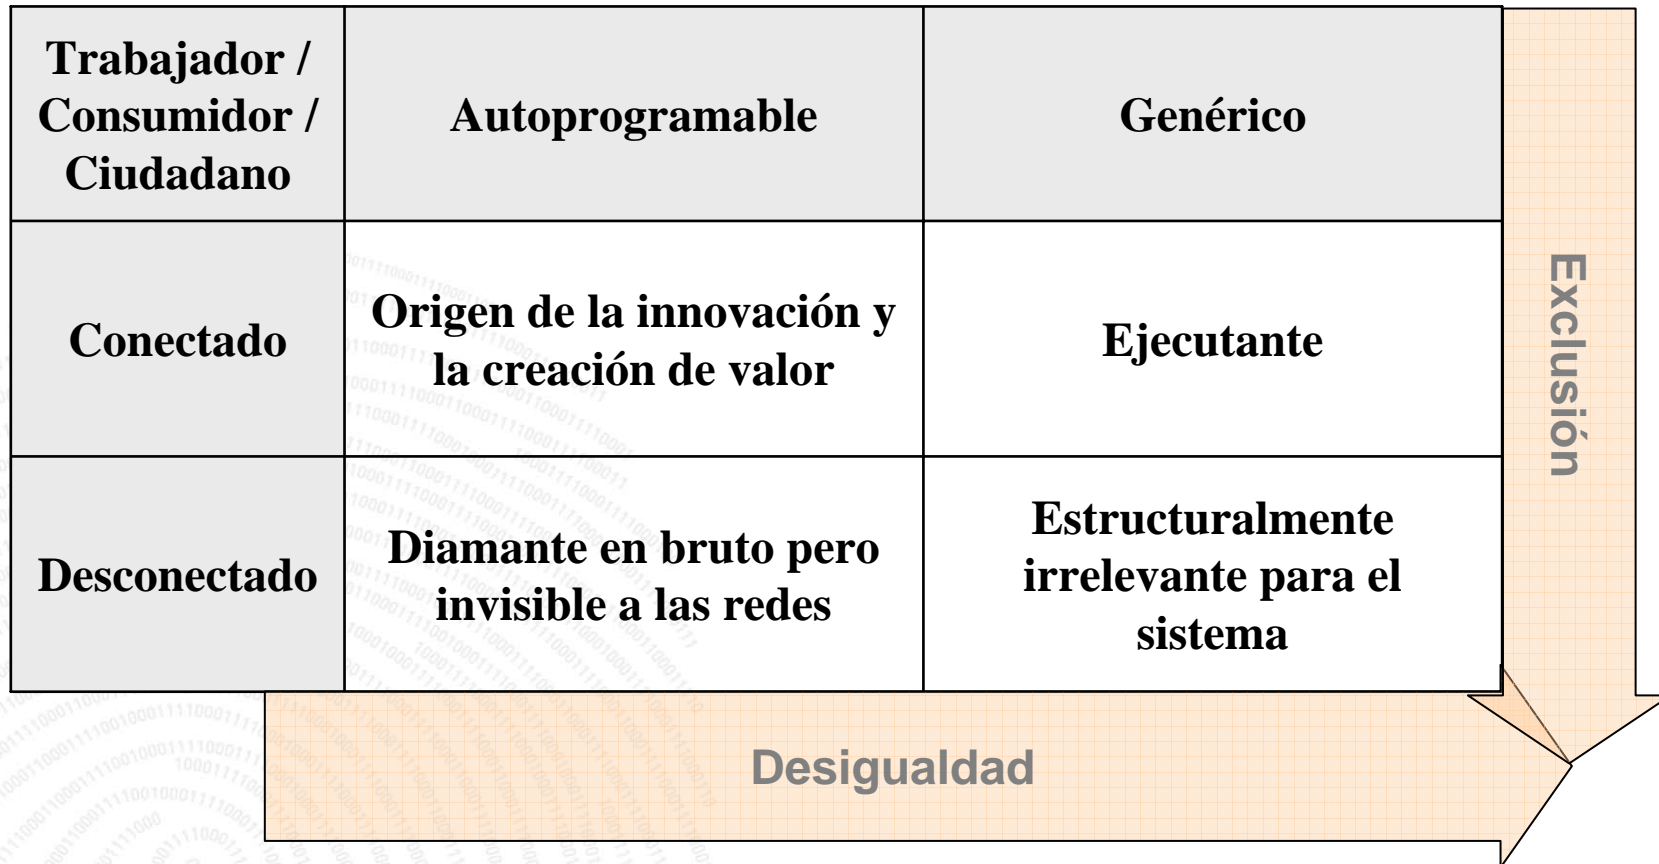 Trabajador /
Consumidor /
Ciudadano
Autoprogramable
Genérico
Conectado
Origen de la innovación y
la creación de valor
Ejecutante
Desconectado
Diamante en bruto pero
invisible a las redes
Estructuralmente
irrelevante para el
sistema
Exclusión
Desigualdad